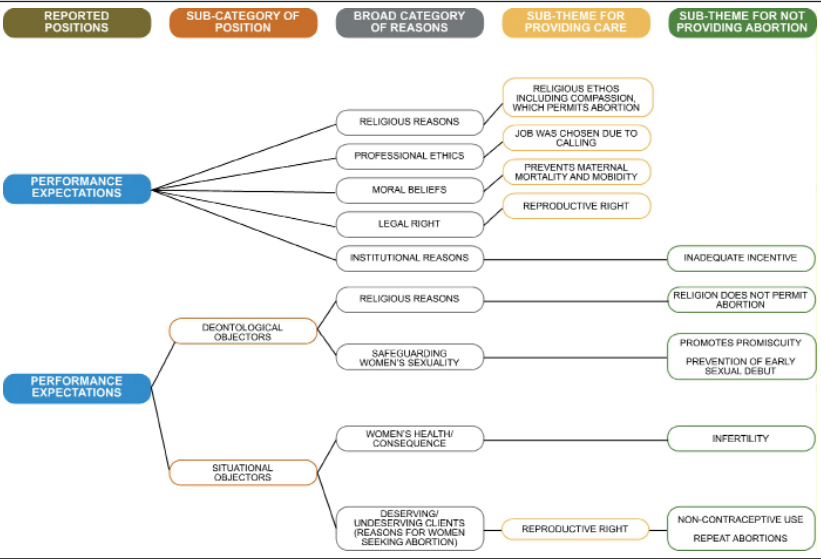 REPORTED
POSITIONS
SUB-CATEGORY OF
POSITION
BROAD CATEGORY
OF REASONS
SUB-THEME FOR
PROVIDING CARE
SUB-THEME FOR NOT
PROVIDING ABORTION
PERFORMANCE
EXPECTATIONS
RELIGIOUS REASONS
RELIGIOUS ETHOS
INCLUDING COMPASSION,
WHICH PERMITS ABORTION
PROFESSIONAL ETHICS
JOB WAS CHOSEN DUE TO
CALLING
MORAL BELIEFS
PREVENTS MATERNAL
MORTALITY AND MOBIDITY
LEGAL RIGHT
REPRODUCTIVE RIGHT
INSTITUTIONAL REASONS
INADEQUATE INCENTIVE
PERFORMANCE
EXPECTATIONS
DEONTOLOGICAL
OBJECTORS
RELIGIOUS REASONS
RELIGION DOES NOT PERMIT
ABORTION
SAFEGUARDING
WOMEN'S SEXUALITY
PROMOTES PROMISCUITY
PREVENTION OF EARLY
SEXUAL DEBUT
SITUATIONAL
OBJECTORS
WOMEN'S HEALTH/
CONSEQUENCE
INFERTILITY
DESERVING/
UNDESERVING CLIENTS
(REASONS FOR WOMEN
SEEKING ABORTION)
REPRODUCTIVE RIGHT
NON-CONTRACEPTIVE USE
REPEAT ABORTIONS